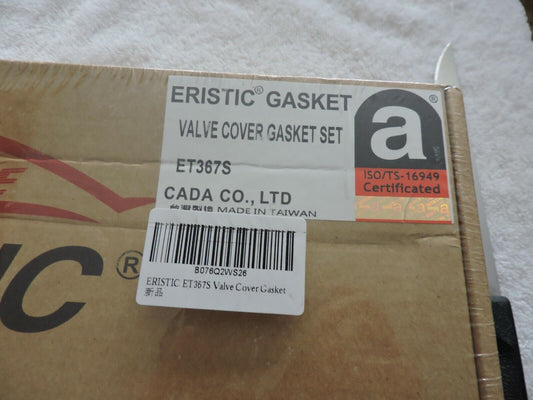 ERISTIC® GASKET
VALVE COVER GASKET SET
ET367S
CADA CO., LTD
台灣製造 MADE IN TAIWAN
a®
ISO/TS-16949
Certificated
IC®
B076Q2WS26
ERISTIC ET367S Valve Cover Gasket
新品